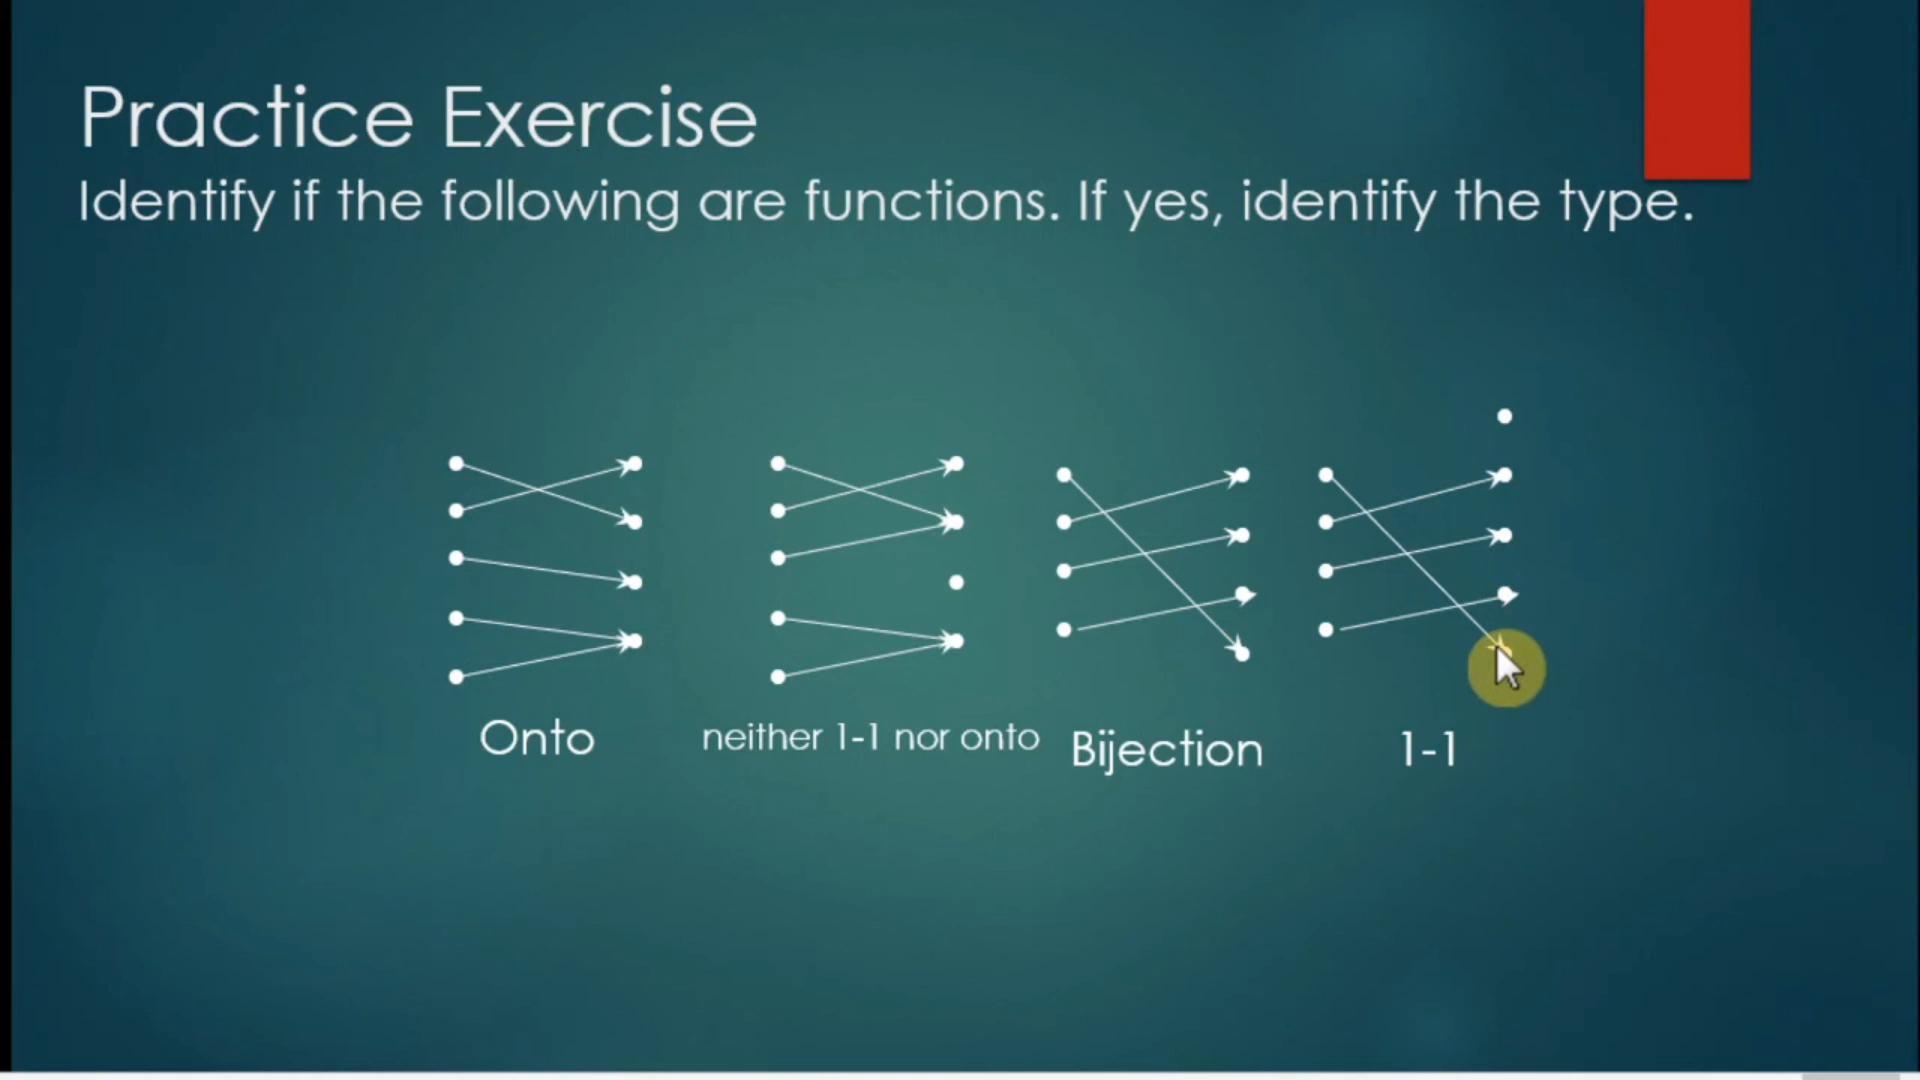 Practice Exercise
Identify if the following are functions. If yes, identify the type.
Onto
neither 1-1 nor onto
Bijection
1-1